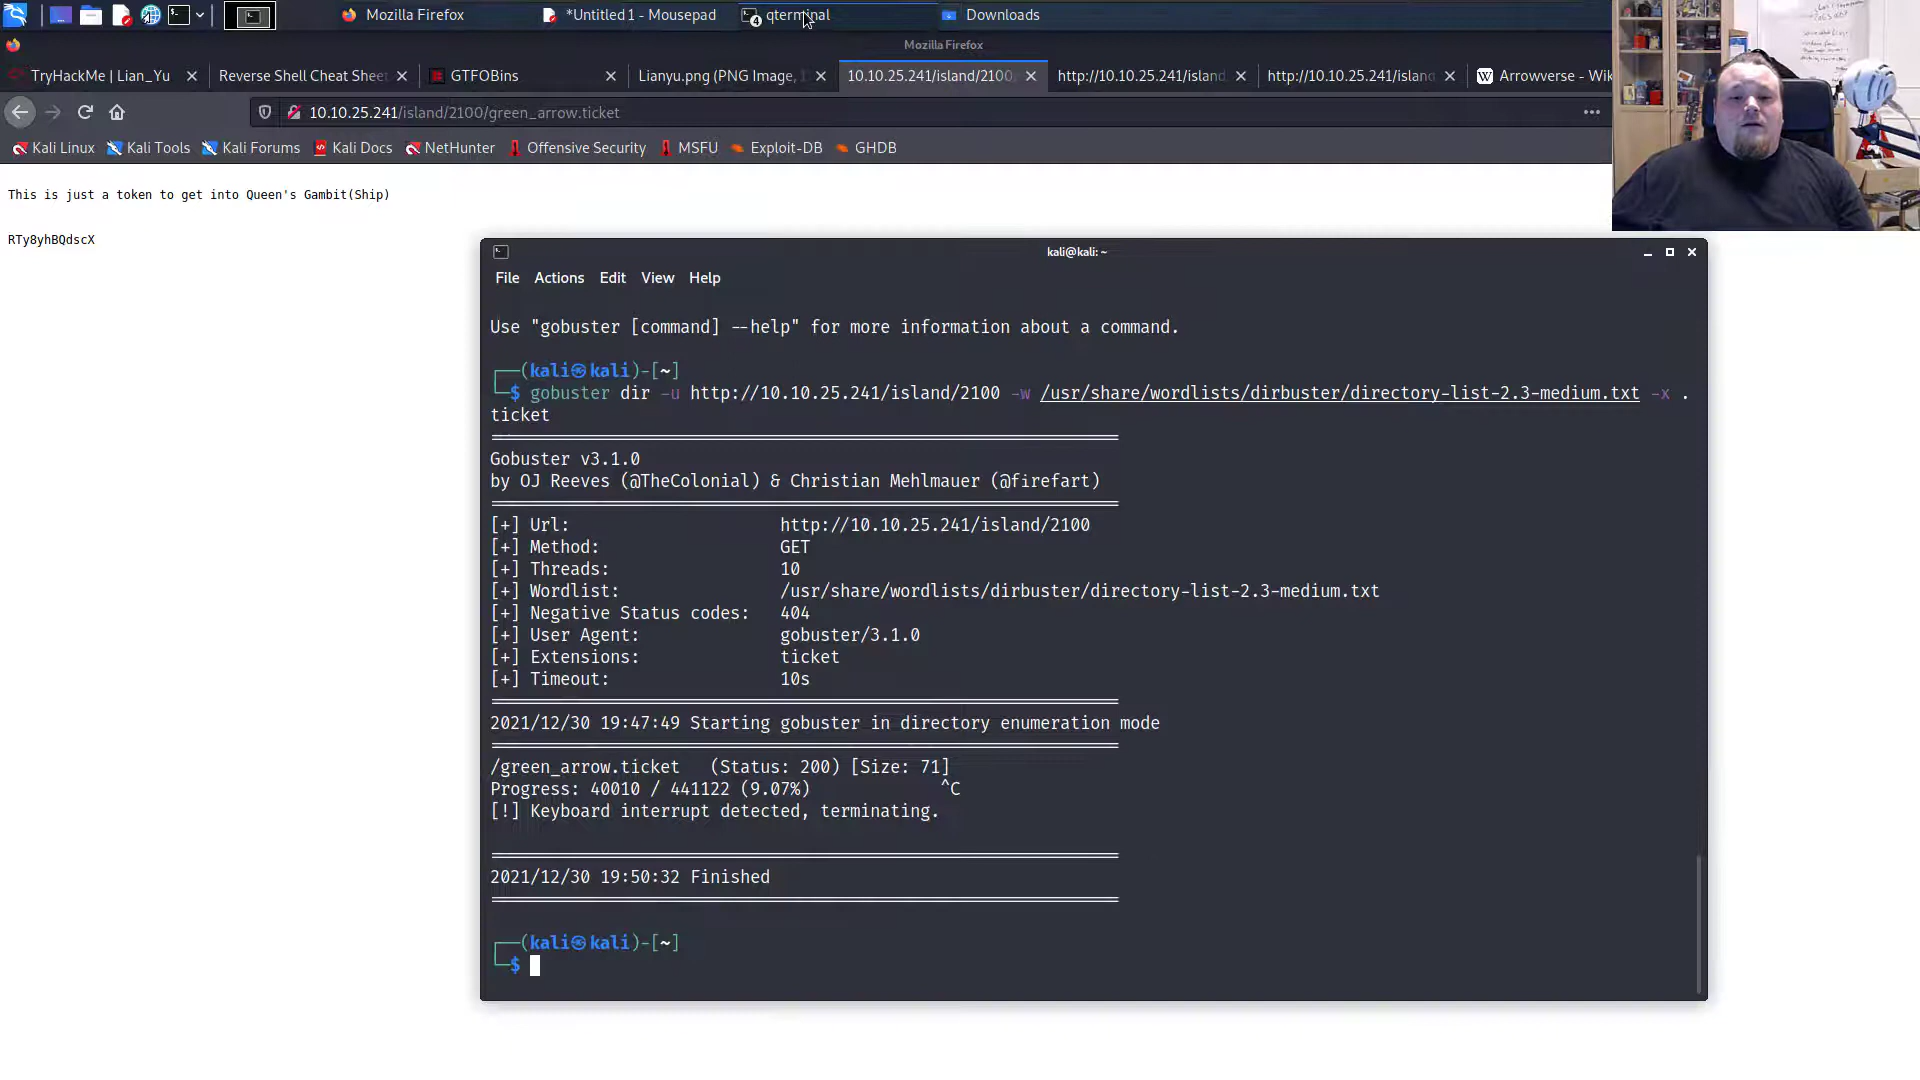 Mozilla Firefox
*Untitled 1 - Mousepad
4
qterminal
Downloads
Mozilla Firefox
TryHackMe | Lian_Yu
Reverse Shell Cheat Sheet
GTFOBins
Lianyu.png (PNG Image,
10.10.25.241/island/2100/
http://10.10.25.241/island
http://10.10.25.241/island
W Arrowverse - Wik
10.10.25.241/island/2100/green_arrow.ticket
Kali Linux
Kali Tools
Kali Forums
Kali Docs
NetHunter
Offensive Security
MSFU
Exploit-DB
GHDB
This is just a token to get into Queen's Gambit(Ship)
RTy8yhBQdscX
kali@kali: ~
File Actions Edit View Help
Use "gobuster [command] --help" for more information about a command.
┌──(kali㉿kali)-[~]
└─$ gobuster dir -u http://10.10.25.241/island/2100 -w /usr/share/wordlists/dirbuster/directory-list-2.3-medium.txt -x .
ticket
===============================================================
Gobuster v3.1.0
by OJ Reeves (@TheColonial) & Christian Mehlmauer (@firefart)
===============================================================
[+] Url: http://10.10.25.241/island/2100
[+] Method: GET
[+] Threads: 10
[+] Wordlist: /usr/share/wordlists/dirbuster/directory-list-2.3-medium.txt
[+] Negative Status codes: 404
[+] User Agent: gobuster/3.1.0
[+] Extensions: ticket
[+] Timeout: 10s
===============================================================
2021/12/30 19:47:49 Starting gobuster in directory enumeration mode
===============================================================
/green_arrow.ticket (Status: 200) [Size: 71]
Progress: 40010 / 441122 (9.07%) ^C
[!] Keyboard interrupt detected, terminating.
===============================================================
2021/12/30 19:50:32 Finished
===============================================================
┌──(kali㉿kali)-[~]
└─$